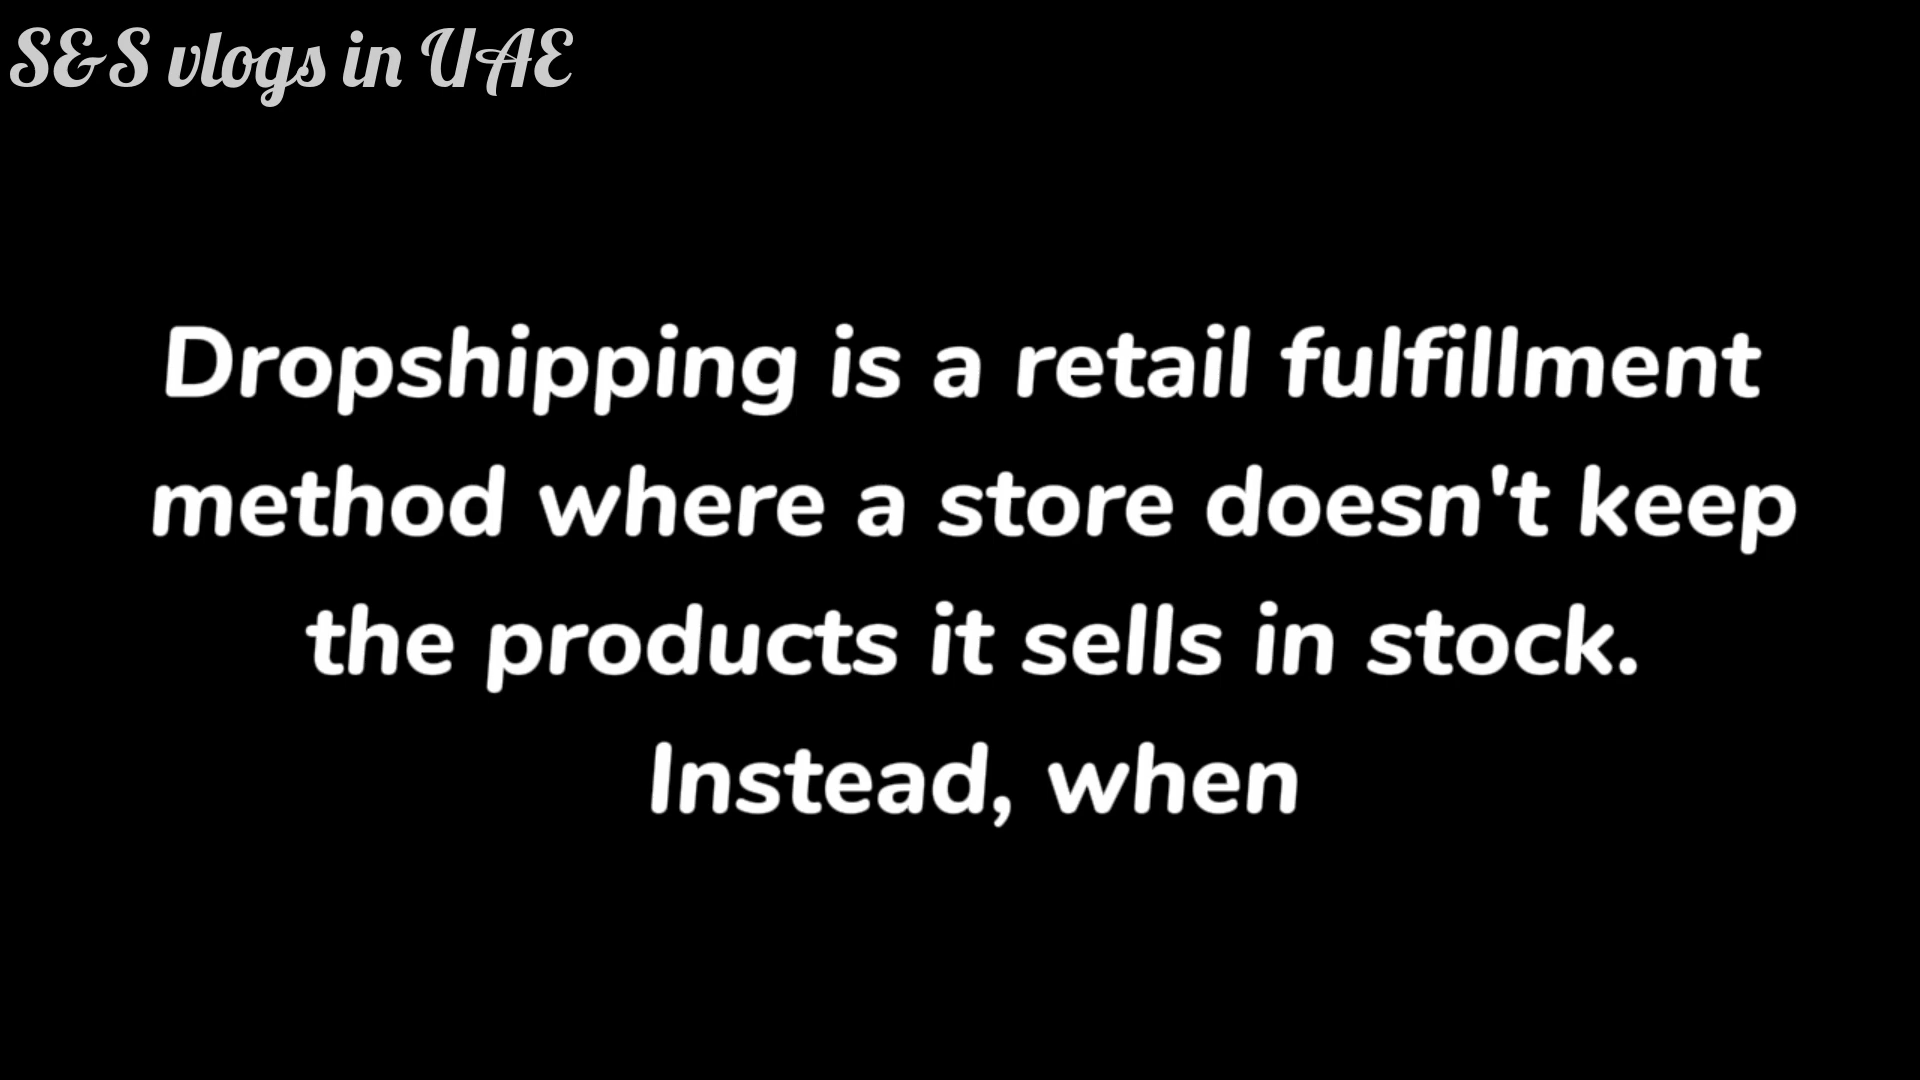 S&S vlogs in UAE
Dropshipping is a retail fulfillment
method where a store doesn't keep
the products it sells in stock.
Instead, when